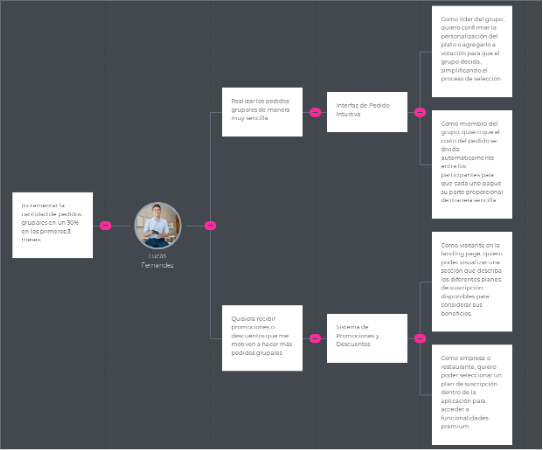 Incrementar la
cantidad de pedidos
grupales en un 30%
en los primeros 3
meses
Lucas
Fernandez
Realizar los pedidos
grupales de manera
muy sencilla
Interfaz de Pedido
Intuitiva
Como líder del grupo,
quiero confirmar la
personalización del
plato o agregarlo a
votación para que el
grupo decida,
simplificando el
proceso de selección
Como miembro del
grupo, quiero que el
costo del pedido se
divida
automáticamente
entre los
participantes para
que cada uno pague
su parte proporcional
de manera sencilla
Quisiera recibir
promociones o
descuentos que me
motiven a hacer más
pedidos grupales
Sistema de
Promociones y
Descuentos
Como visitante en la
landing page, quiero
poder visualizar una
sección que describa
los diferentes planes
de suscripción
disponibles para
considerar sus
beneficios.
Como empresa o
restaurante, quiero
poder seleccionar un
plan de suscripción
dentro de la
aplicación para
acceder a
funcionalidades
premium